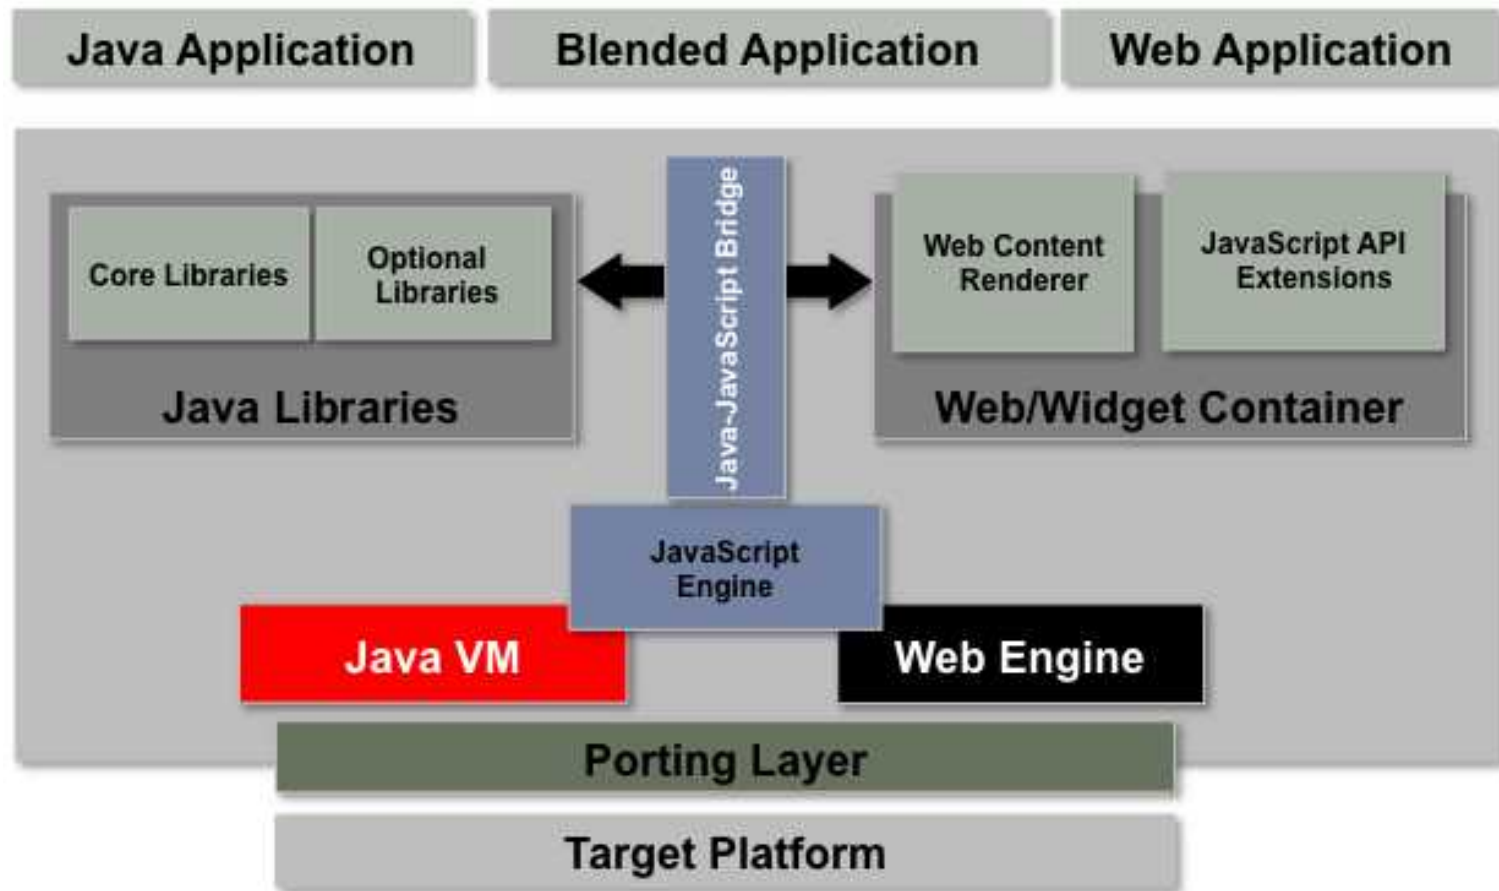 Java Application
Blended Application
Web Application
Core Libraries
Optional
Libraries
Java Libraries
Java-JavaScript Bridge
Web Content
Renderer
JavaScript API
Extensions
Web/Widget Container
JavaScript
Engine
Java VM
Web Engine
Porting Layer
Target Platform